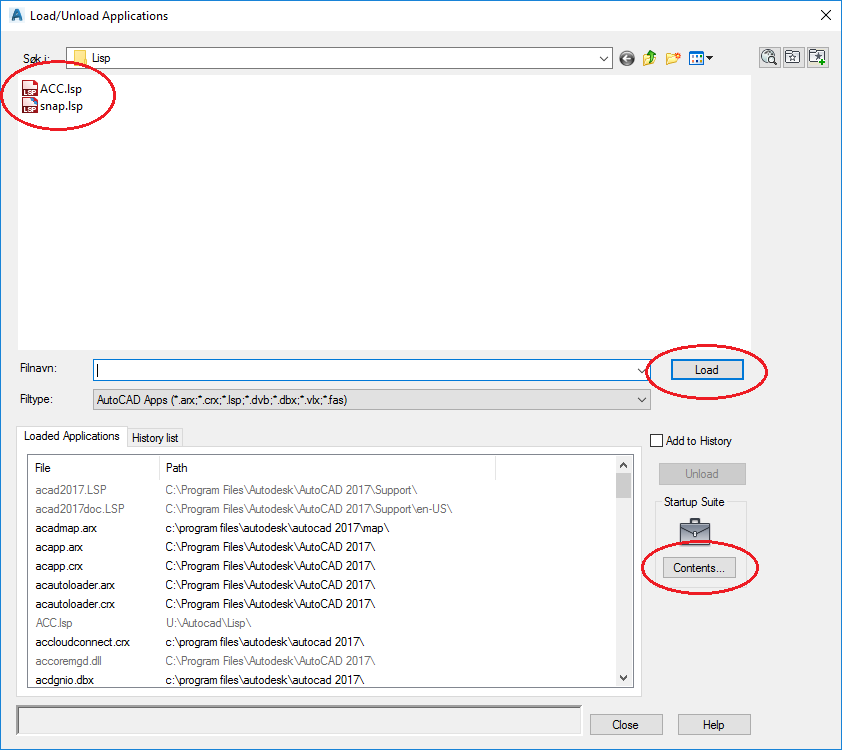 Load/Unload Applications
Søk i: Lisp
ACC.lsp
snap.lsp
Filnavn:
Load
Filtype: AutoCAD Apps (*.arx;*.crx;*.lsp;*.dvb;*.dbx;*.vlx;*.fas)
Loaded Applications History list
Add to History
File Path
Unload
acad2017.LSP C:\Program Files\Autodesk\AutoCAD 2017\Support\
Startup Suite
acad2017doc.LSP C:\Program Files\Autodesk\AutoCAD 2017\Support\en-US\
acadmap.arx c:\program files\autodesk\autocad 2017\map\
acapp.arx C:\Program Files\Autodesk\AutoCAD 2017\
acapp.crx C:\Program Files\Autodesk\AutoCAD 2017\
Contents...
acautoloader.arx C:\Program Files\Autodesk\AutoCAD 2017\
acautoloader.crx C:\Program Files\Autodesk\AutoCAD 2017\
ACC.lsp U:\Autocad\Lisp\
accloudconnect.crx c:\program files\autodesk\autocad 2017\
accoremgd.dll C:\Program Files\Autodesk\AutoCAD 2017\
acdgnio.dbx c:\program files\autodesk\autocad 2017\
Close Help